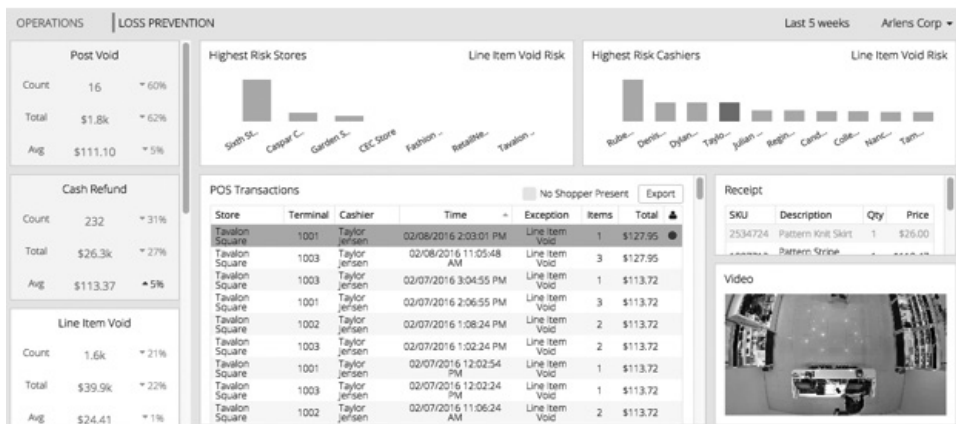 OPERATIONS LOSS PREVENTION Last 5 weeks Arlens Corp
Post Void
Count 16 60%
Total $1.8k 62%
Avg $111.10 5%
Cash Refund
Count 232 31%
Total $26.3k 27%
Avg $113.37 5%
Line Item Void
Count 1.6k 21%
Total $39.9k 22%
Avg $24.41 1%
Highest Risk Stores Line Item Void Risk
Sixth St... Caspar C... Garden S... CEC Store Fashion ... RetailNe... Tavalon ...
Highest Risk Cashiers Line Item Void Risk
Rube... Denis... Dylan... Taylo... Julian ... Regin... Cand... Colle... Nanc... Tam...
POS Transactions No Shopper Present Export
Store Terminal Cashier Time Exception Items Total
Tavalon Square 1001 Taylor Jensen 02/08/2016 2:03:01 PM Line Item Void 1 $127.95
Tavalon Square 1003 Taylor Jensen 02/08/2016 11:05:48 AM Line Item Void 3 $127.95
Tavalon Square 1003 Taylor Jensen 02/07/2016 3:04:55 PM Line Item Void 1 $113.72
Tavalon Square 1001 Taylor Jensen 02/07/2016 2:06:55 PM Line Item Void 3 $113.72
Tavalon Square 1002 Taylor Jensen 02/07/2016 1:08:24 PM Line Item Void 2 $113.72
Tavalon Square 1003 Taylor Jensen 02/07/2016 1:02:24 PM Line Item Void 2 $113.72
Tavalon Square 1001 Taylor Jensen 02/07/2016 12:02:54 PM Line Item Void 1 $113.72
Tavalon Square 1003 Taylor Jensen 02/07/2016 12:02:24 PM Line Item Void 1 $113.72
Tavalon Square 1002 Taylor Jensen 02/07/2016 11:06:24 AM Line Item Void 2 $113.72
Receipt
SKU Description Qty Price
2534724 Pattern Knit Skirt 1 $26.00
Pattern Stripe
Video